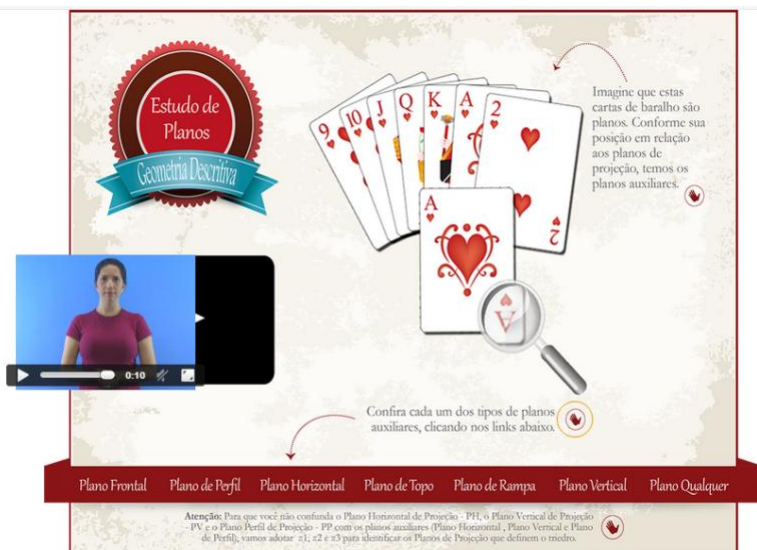 Estudo de
Planos
Geometria Descritiva
9
10
J
Q
K
A
2
2
A
A
Imagine que estas
cartas de baralho são
planos. Conforme sua
posição em relação
aos planos de
projeção, temos os
planos auxiliares.
0:10
Confira cada um dos tipos de planos
auxiliares, clicando nos links abaixo.
Plano Frontal Plano de Perfil Plano Horizontal Plano de Topo Plano de Rampa Plano Vertical Plano Qualquer
Atenção: Para que você não confunda o Plano Horizontal de Projeção - PH, o Plano Vertical de Projeção
- PV e o Plano Perfil de Projeção - PP com os planos auxiliares (Plano Horizontal , Plano Vertical e Plano
de Perfil), vamos adotar π1, π2 e π3 para identificar os Planos de Projeção que definem o triedro.